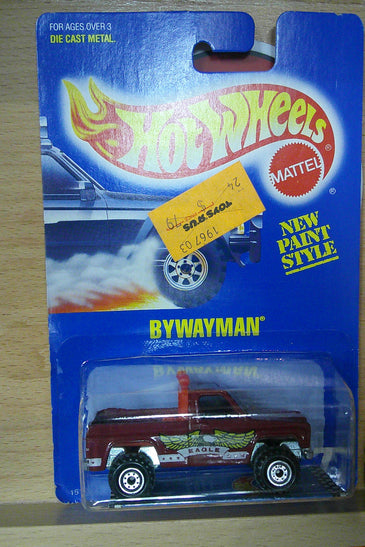 FOR AGES OVER 3
DIE CAST METAL.
HOT WHEELS
MATTEL
TOYS"R"US
1967 03
NEW
PAINT
STYLE
BYWAYMAN
EAGLE